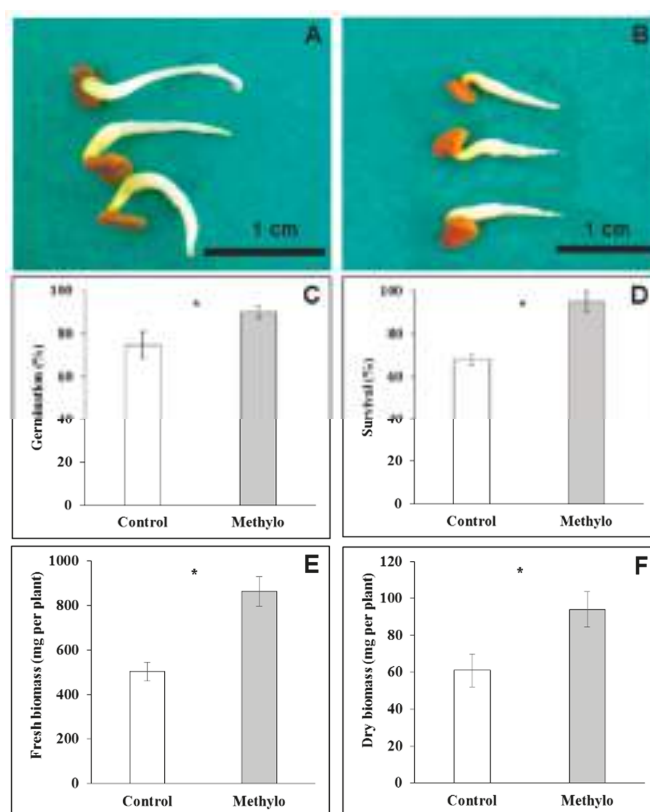 A
B
1 cm
1 cm
C
Germination (%)
100
80
60
40
20
0
*
Control
Methylo
D
Survival (%)
100
80
60
40
20
0
*
Control
Methylo
E
Fresh biomass (mg per plant)
1000
800
600
400
200
0
*
Control
Methylo
F
Dry biomass (mg per plant)
120
100
80
60
40
20
0
*
Control
Methylo